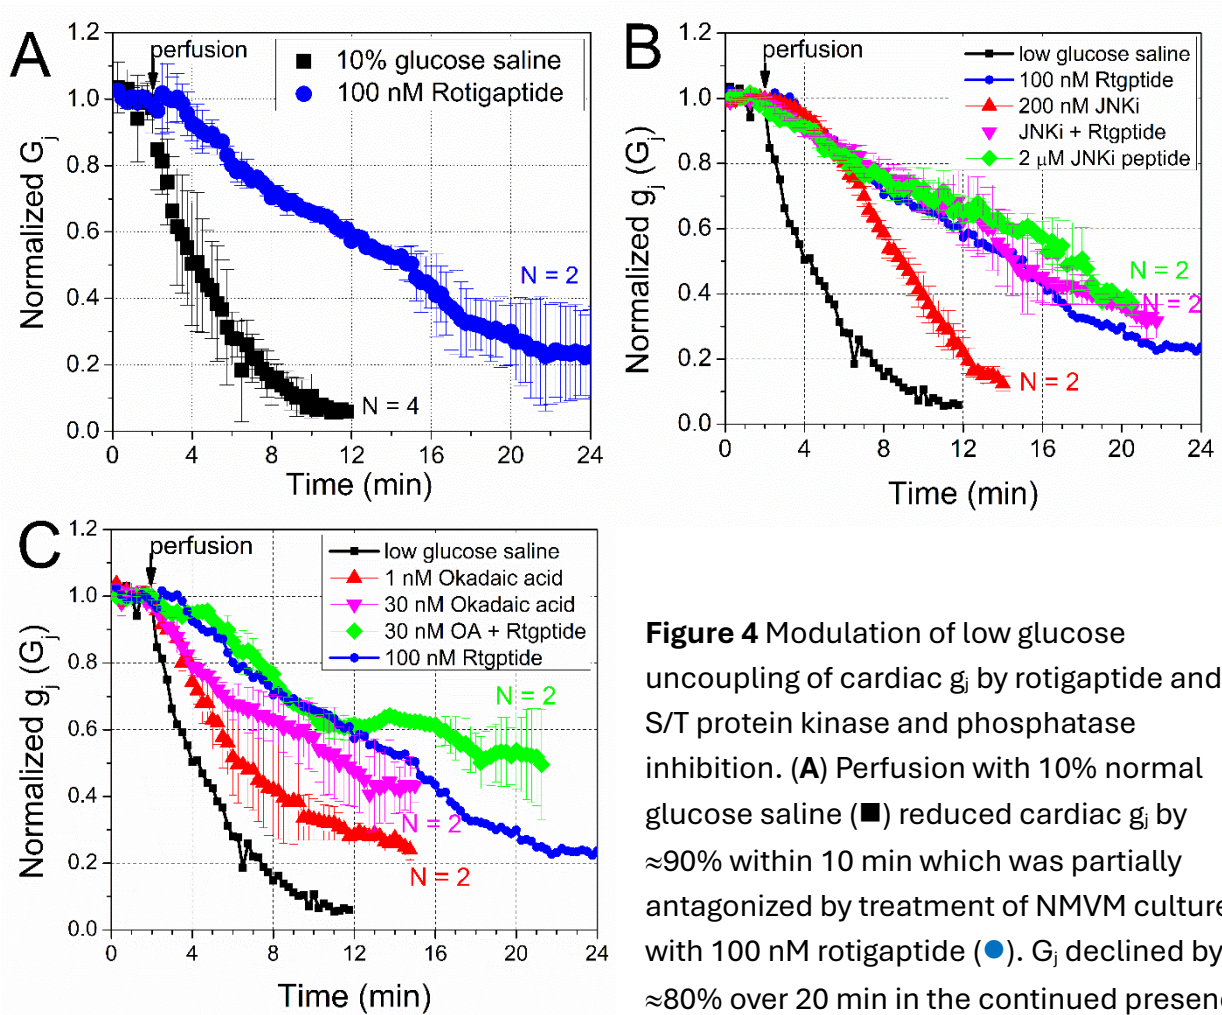 A
perfusion
10% glucose saline
100 nM Rotigaptide
N = 2
N = 4
Normalized Gj
1.2
1.0
0.8
0.6
0.4
0.2
0.0
0 4 8 12 16 20 24
Time (min)
B
perfusion
low glucose saline
100 nM Rtgptide
200 nM JNKi
JNKi + Rtgptide
2 μM JNKi peptide
N = 2
N = 2
N = 2
Normalized gj (Gj)
1.2
1.0
0.8
0.6
0.4
0.2
0.0
0 4 8 12 16 20 24
Time (min)
C
perfusion
low glucose saline
1 nM Okadaic acid
30 nM Okadaic acid
30 nM OA + Rtgptide
100 nM Rtgptide
N = 2
N = 2
N = 2
Normalized gj (Gj)
1.2
1.0
0.8
0.6
0.4
0.2
0.0
0 4 8 12 16 20 24
Time (min)
Figure 4 Modulation of low glucose
uncoupling of cardiac gj by rotigaptide and
S/T protein kinase and phosphatase
inhibition. (A) Perfusion with 10% normal
glucose saline (■) reduced cardiac gj by
≈90% within 10 min which was partially
antagonized by treatment of NMVM culture
with 100 nM rotigaptide (●). Gj declined by
≈80% over 20 min in the continued presen